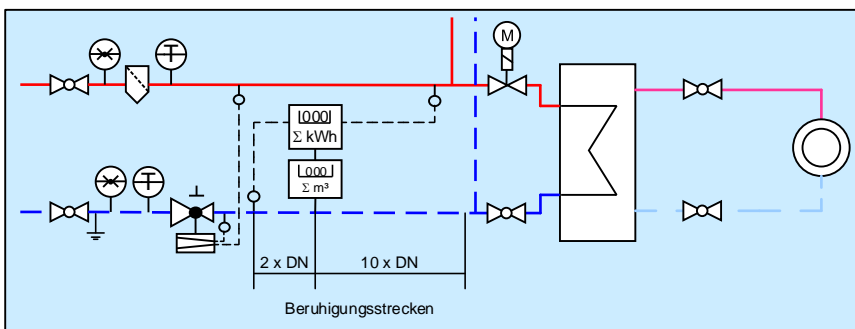 M
T
000
Σ kWh
T
000
Σ m³
2 x DN
10 x DN
Beruhigungsstrecken